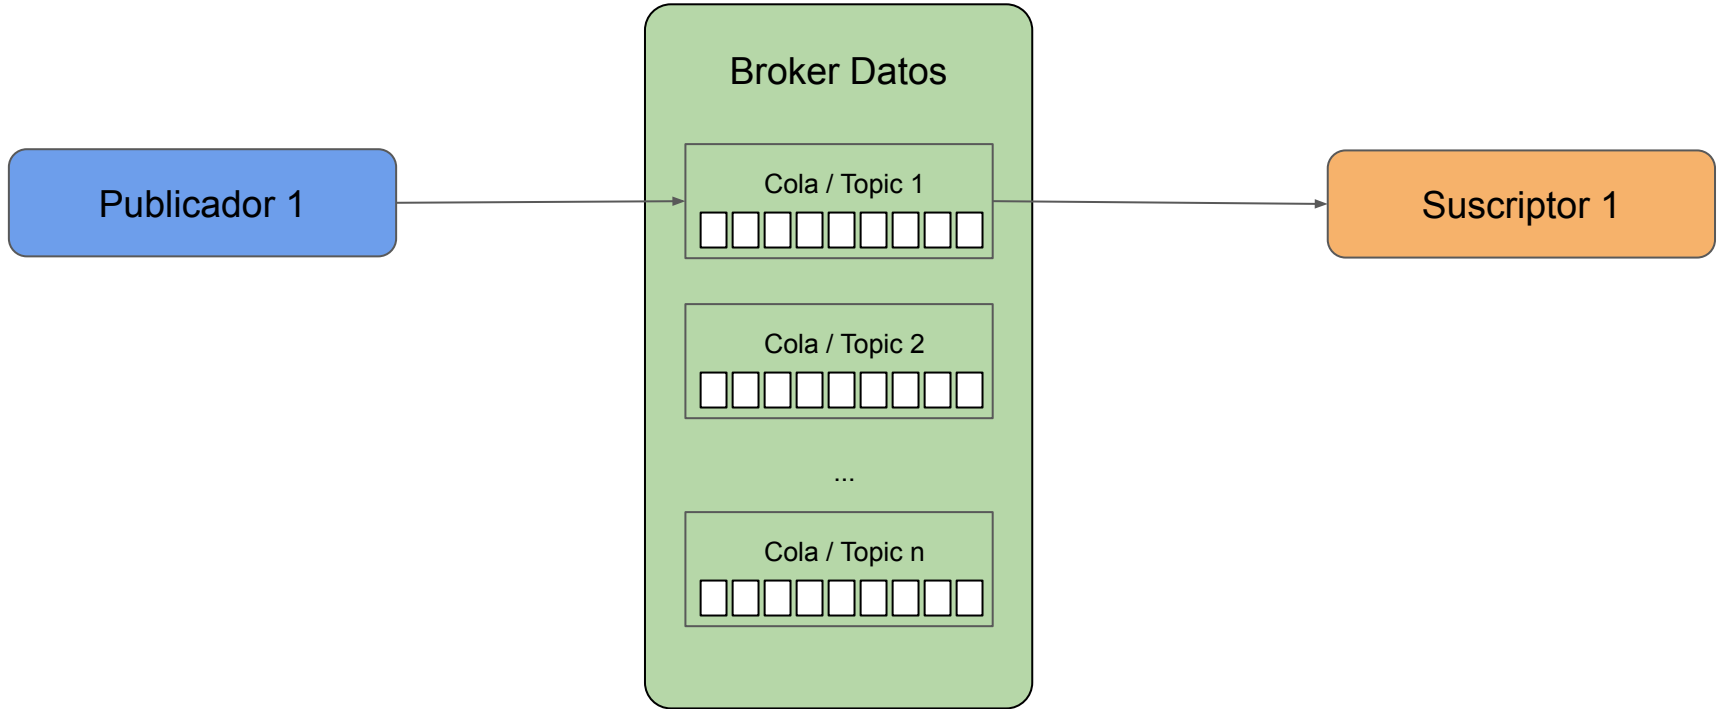 Broker Datos
Publicador 1
Cola / Topic 1
Suscriptor 1
Cola / Topic 2
...
Cola / Topic n